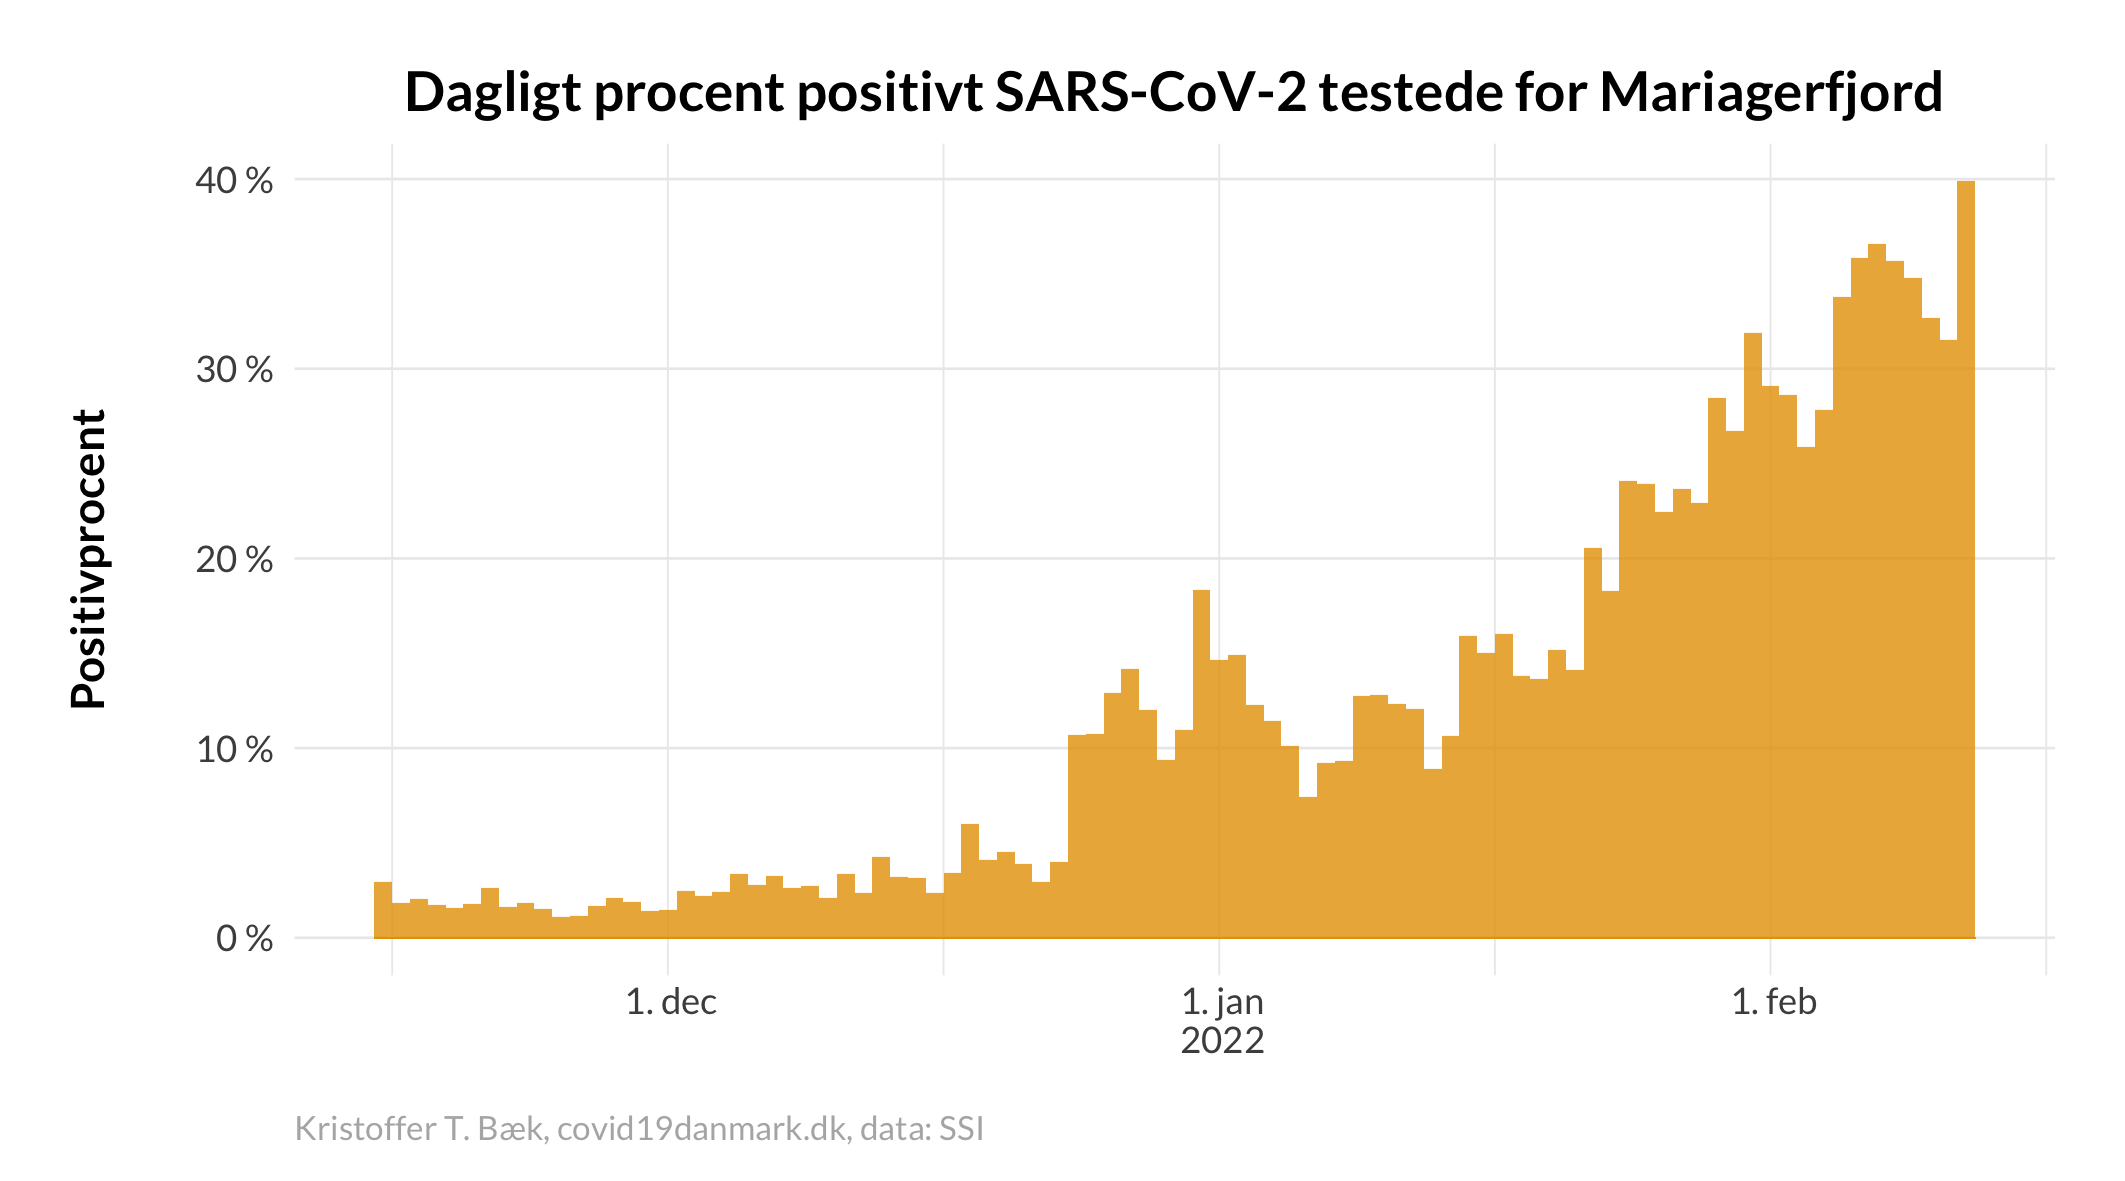 Dagligt procent positivt SARS-CoV-2 testede for Mariagerfjord
Positivprocent
40 %
30 %
20 %
10 %
0 %
1. dec
1. jan
2022
1. feb
Kristoffer T. Bæk, covid19danmark.dk, data: SSI